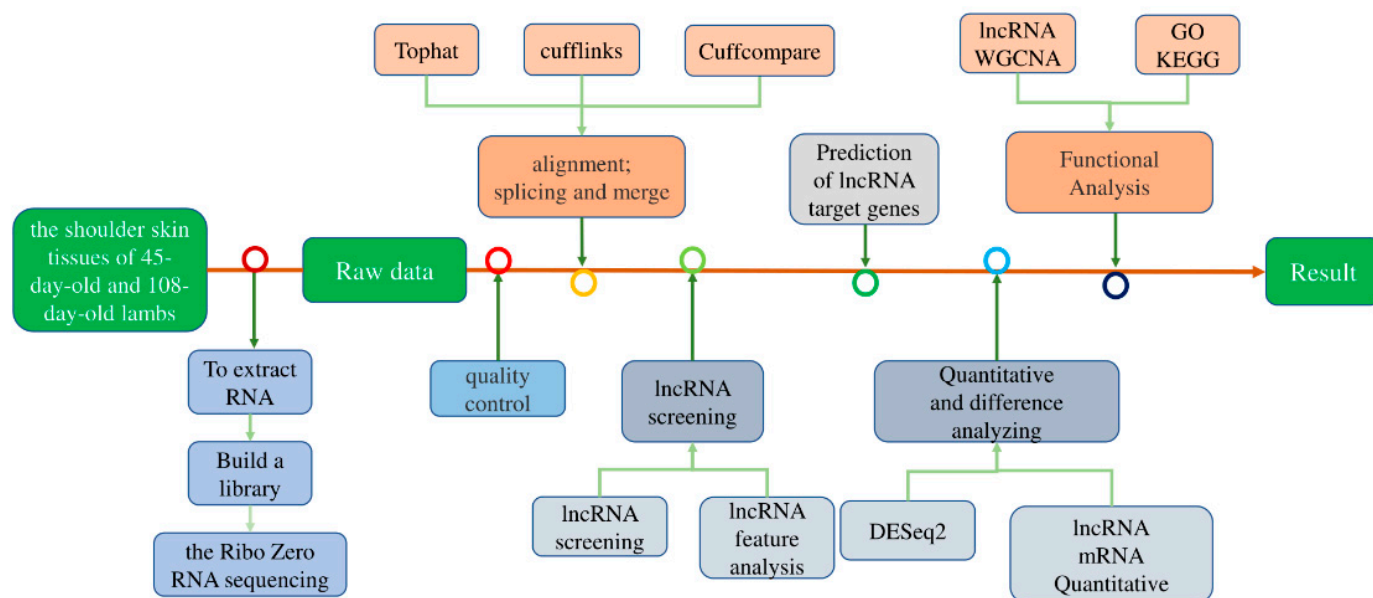 Tophat
cufflinks
Cuffcompare
lncRNA
WGCNA
GO
KEGG
alignment;
splicing and merge
Prediction
of lncRNA
target genes
Functional
Analysis
the shoulder skin
tissues of 45-
day-old and 108-
day-old lambs
Raw data
Result
To extract
RNA
Build a
library
the Ribo Zero
RNA sequencing
quality
control
lncRNA
screening
Quantitative
and difference
analyzing
lncRNA
screening
lncRNA
feature
analysis
DESeq2
lncRNA
mRNA
Quantitative